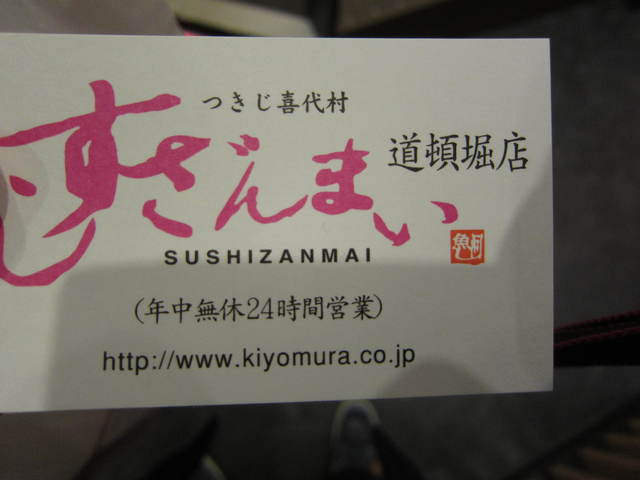 つきじ喜代村
すしざんまい
道頓堀店
SUSHIZANMAI
(年中無休24時間営業)
http://www.kiyomura.co.jp